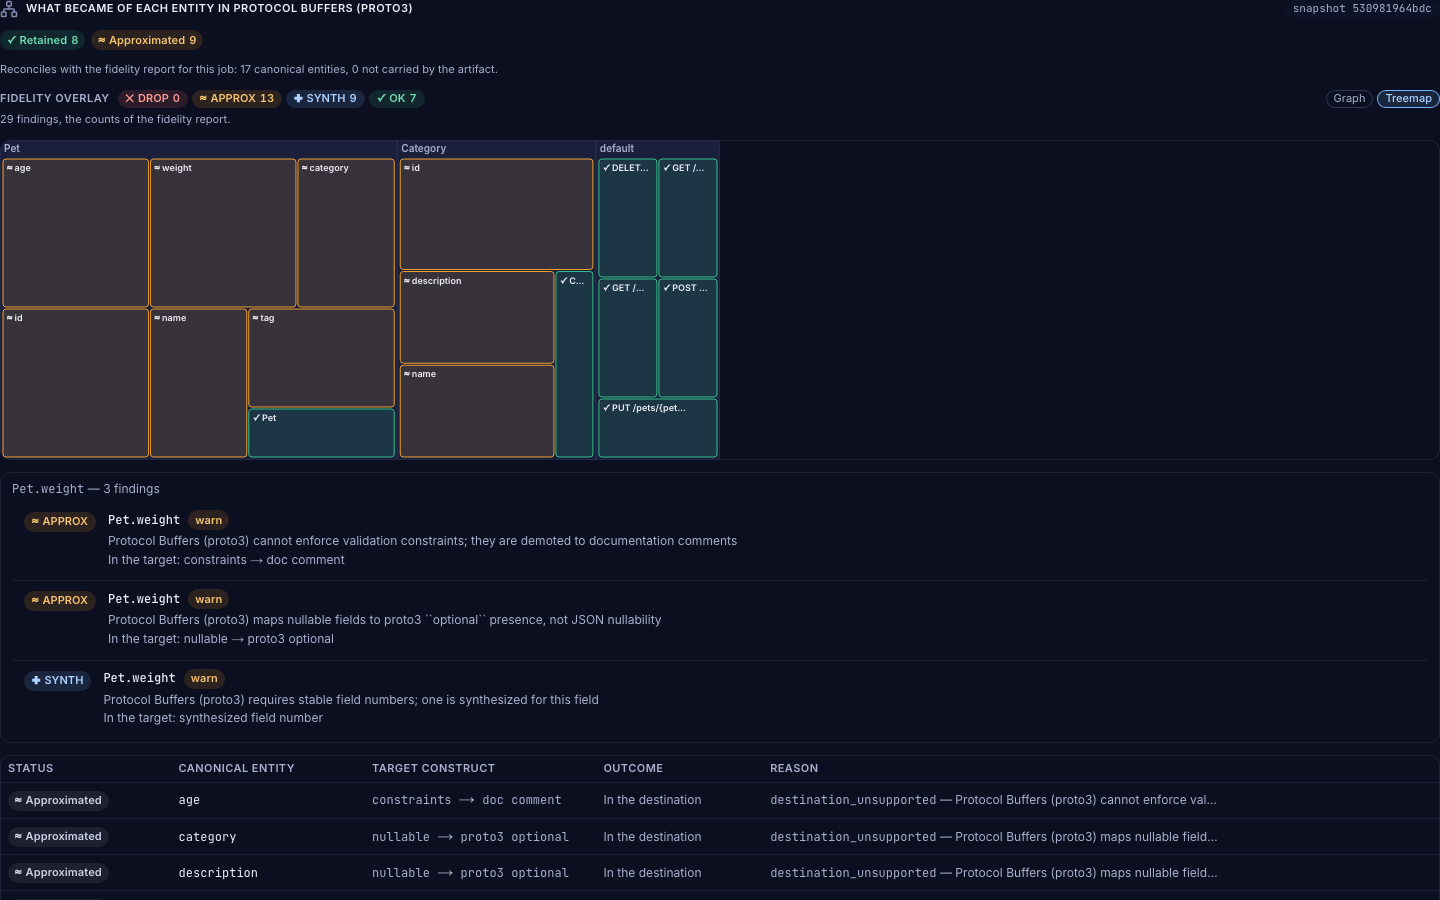 WHAT BECAME OF EACH ENTITY IN PROTOCOL BUFFERS (PROTO3)
snapshot 530981964bdc
✓ Retained 8
≈ Approximated 9
Reconciles with the fidelity report for this job: 17 canonical entities, 0 not carried by the artifact.
FIDELITY OVERLAY
✕ DROP 0
≈ APPROX 13
✚ SYNTH 9
✓ OK 7
Graph
Treemap
29 findings, the counts of the fidelity report.
Pet
Category
default
≈ age
≈ weight
≈ category
≈ id
✓ DELET…
✓ GET /…
≈ description
✓ C…
✓ GET /…
✓ POST …
≈ id
≈ name
≈ tag
≈ name
✓ PUT /pets/{pet…
✓ Pet
Pet.weight — 3 findings
≈ APPROX
Pet.weight
warn
Protocol Buffers (proto3) cannot enforce validation constraints; they are demoted to documentation comments
In the target: constraints → doc comment
≈ APPROX
Pet.weight
warn
Protocol Buffers (proto3) maps nullable fields to proto3 ``optional`` presence, not JSON nullability
In the target: nullable → proto3 optional
✚ SYNTH
Pet.weight
warn
Protocol Buffers (proto3) requires stable field numbers; one is synthesized for this field
In the target: synthesized field number
STATUS CANONICAL ENTITY TARGET CONSTRUCT OUTCOME REASON
≈ Approximated age constraints → doc comment In the destination destination_unsupported — Protocol Buffers (proto3) cannot enforce val…
≈ Approximated category nullable → proto3 optional In the destination destination_unsupported — Protocol Buffers (proto3) maps nullable field…
≈ Approximated description nullable → proto3 optional In the destination destination_unsupported — Protocol Buffers (proto3) maps nullable field…